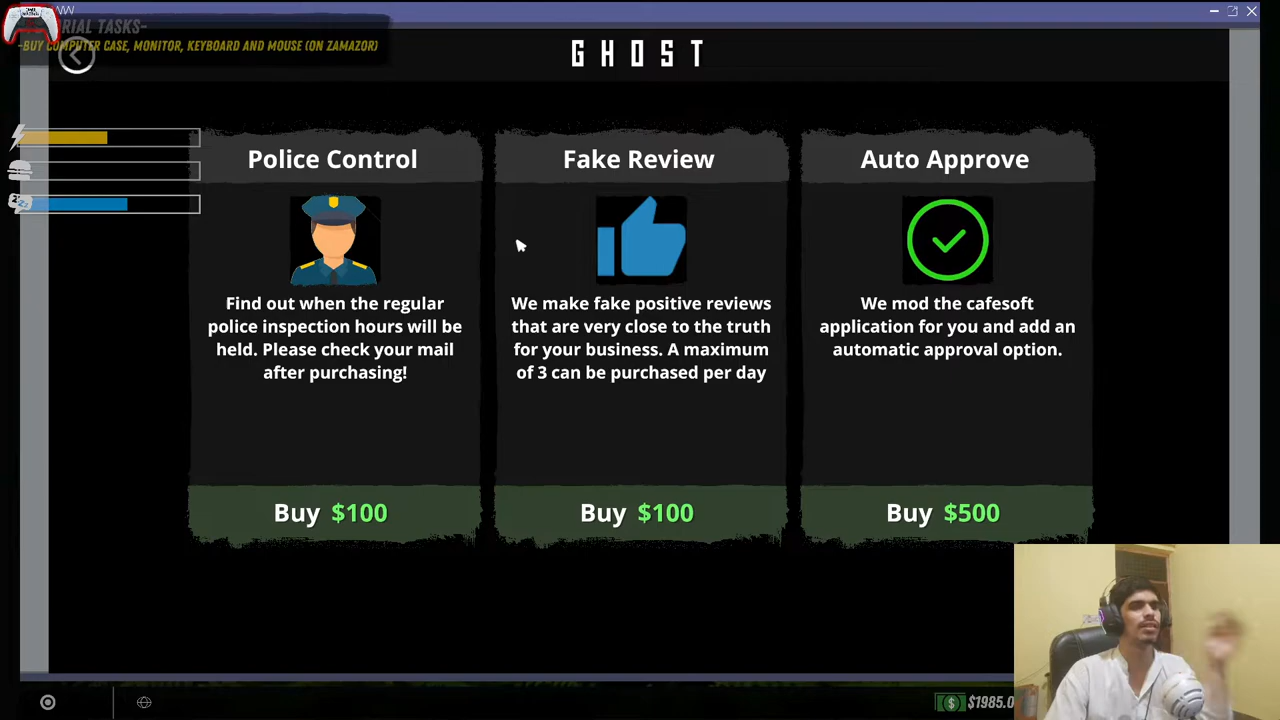 WW
RIAL TASKS-
-BUY COMPUTER CASE, MONITOR, KEYBOARD AND MOUSE (ON ZAMAZOR)
GHOST
Police Control
Find out when the regular
police inspection hours will be
held. Please check your mail
after purchasing!
Buy $100
Fake Review
We make fake positive reviews
that are very close to the truth
for your business. A maximum
of 3 can be purchased per day
Buy $100
Auto Approve
We mod the cafesoft
application for you and add an
automatic approval option.
Buy $500
$1985.0